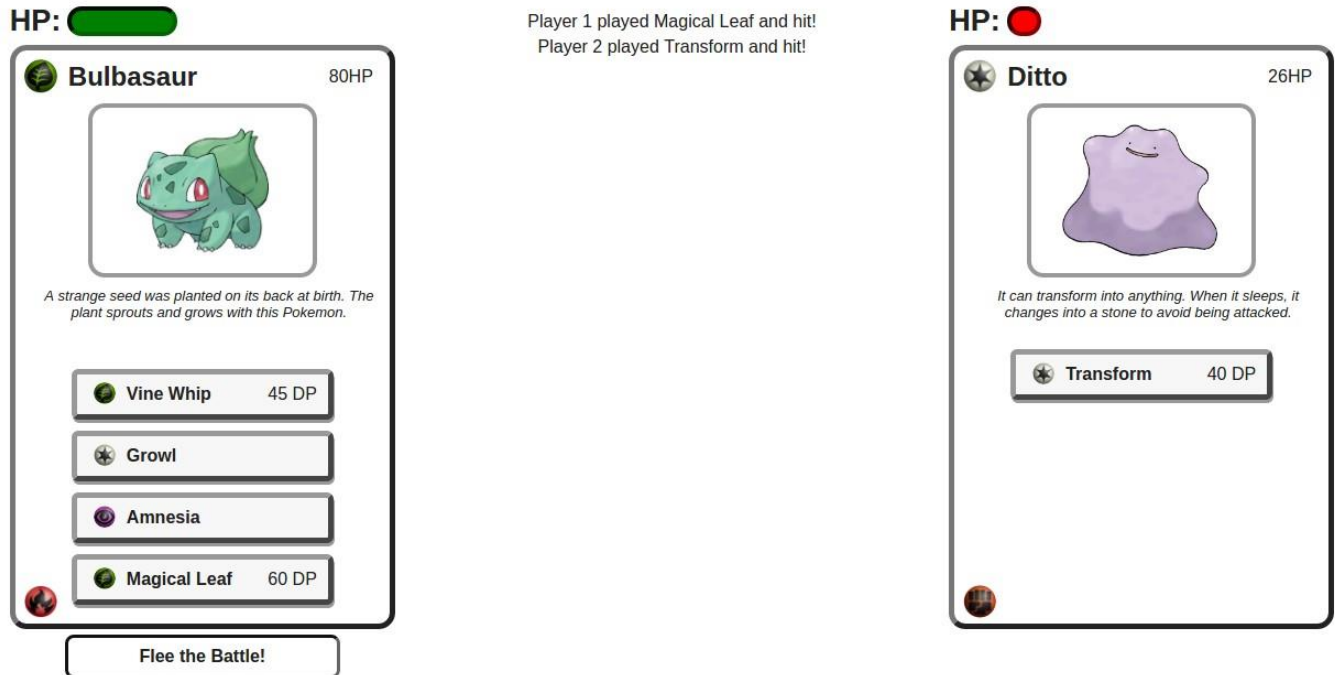 HP:
Bulbasaur 80HP
A strange seed was planted on its back at birth. The
plant sprouts and grows with this Pokemon.
Vine Whip 45 DP
Growl
Amnesia
Magical Leaf 60 DP
Flee the Battle!
Player 1 played Magical Leaf and hit!
Player 2 played Transform and hit!
HP:
Ditto 26HP
It can transform into anything. When it sleeps, it
changes into a stone to avoid being attacked.
Transform 40 DP